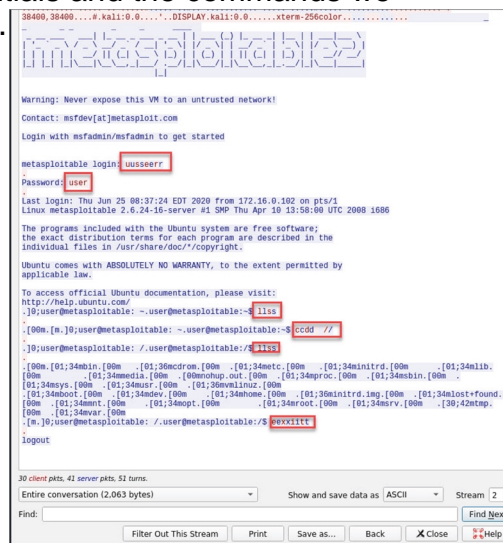 itials and the commands we
38400,38400....#.kali:0.0....'..DISPLAY.kali:0.0......xterm-256color.............
Warning: Never expose this VM to an untrusted network!
Contact: msfdev[at]metasploit.com
Login with msfadmin/msfadmin to get started
metasploitable login: uusseerr
.
Password: user
.
Last login: Thu Jun 25 08:37:24 EDT 2020 from 172.16.0.102 on pts/1
Linux metasploitable 2.6.24-16-server #1 SMP Thu Apr 10 13:58:00 UTC 2008 i686
The programs included with the Ubuntu system are free software;
the exact distribution terms for each program are described in the
individual files in /usr/share/doc/*/copyright.
Ubuntu comes with ABSOLUTELY NO WARRANTY, to the extent permitted by
applicable law.
To access official Ubuntu documentation, please visit:
http://help.ubuntu.com/
.]0;user@metasploitable: ~.user@metasploitable:~$ llss
.
.[00m.[m.]0;user@metasploitable: ~.user@metasploitable:~$ ccdd  //
.
.]0;user@metasploitable: /.user@metasploitable:/$ llss
.
.[00m.[01;34mbin.[00m  .[01;36mcdrom.[00m  .[01;34metc.[00m  .[01;34minitrd.[00m  .[01;34mlib.
[00m  .[01;34mmedia.[00m  .[00mnohup.out.[00m  .[01;34mproc.[00m  .[01;34msbin.[00m  .
[01;34msys.[00m  .[01;34musr.[00m  .[01;36mvmlinuz.[00m
.[01;34mboot.[00m  .[01;34mdev.[00m  .[01;34mhome.[00m  .[01;36minitrd.img.[00m  .[01;34mlost+found.
[00m  .[01;34mmnt.[00m  .[01;34mopt.[00m  .[01;34mroot.[00m  .[01;34msrv.[00m  .[30;42mtmp.
[00m  .[01;34mvar.[00m
.[m.]0;user@metasploitable: /.user@metasploitable:/$ eexxiitt
.
logout
30 client pkts, 41 server pkts, 51 turns.
Entire conversation (2,063 bytes) Show and save data as ASCII Stream 2
Find: Find Nex
Filter Out This Stream Print Save as... Back Close Help